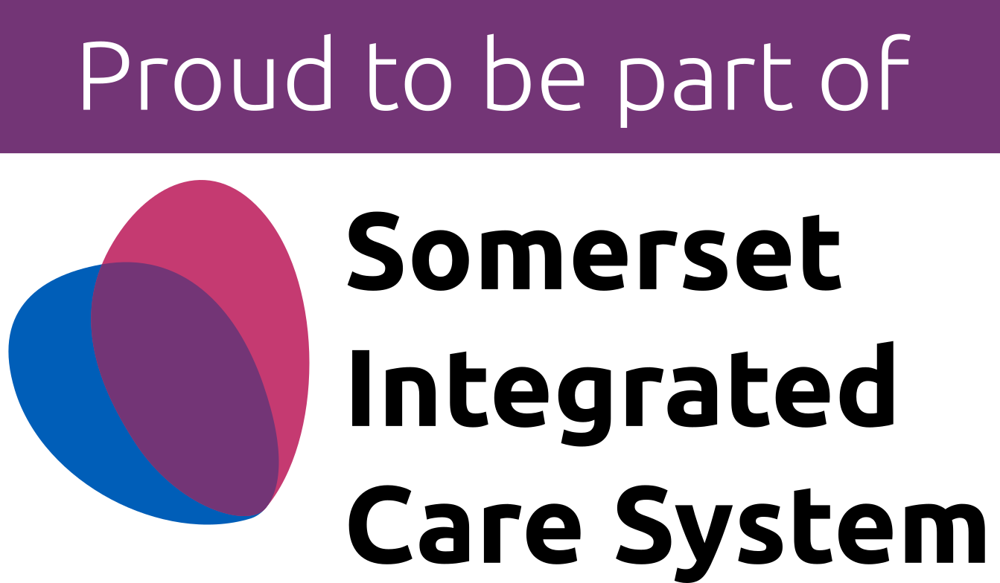 Proud to be part of
Somerset
Integrated
Care System